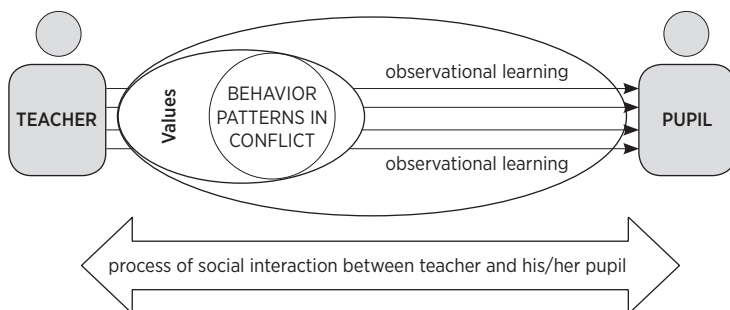 observational learning
TEACHER
Values
BEHAVIOR
PATTERNS IN
CONFLICT
PUPIL
observational learning
process of social interaction between teacher and his/her pupil